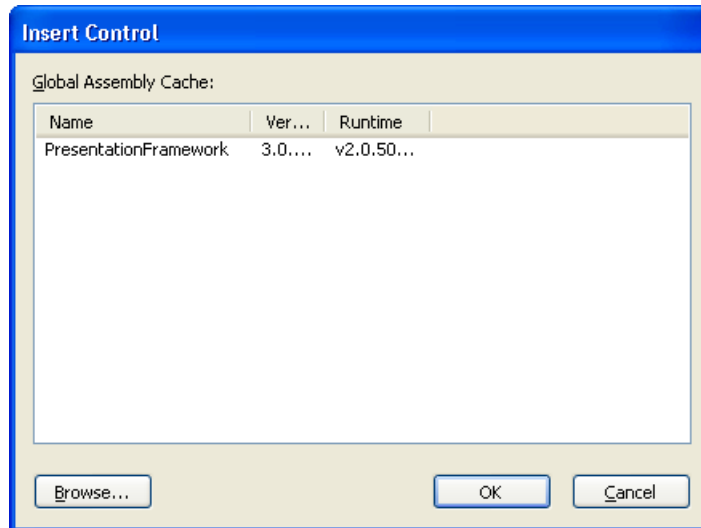 Insert Control
Global Assembly Cache:
Name Ver... Runtime
PresentationFramework 3.0.... v2.0.50...
Browse... OK Cancel